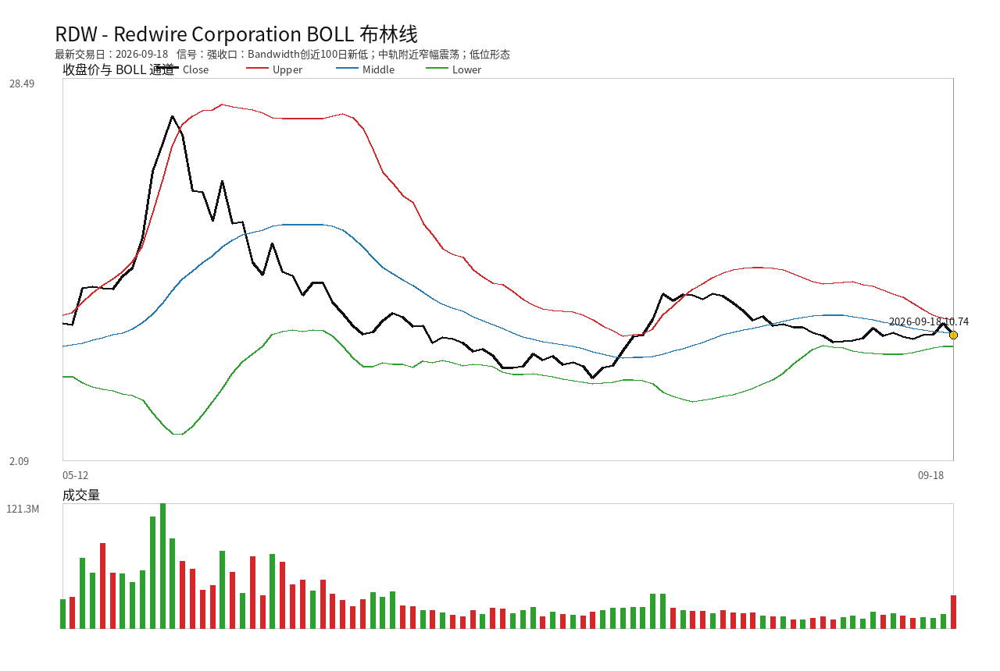 RDW - Redwire Corporation BOLL 布林线
最新交易日：2026-09-18 信号：强收口：Bandwidth创近100日新低；中轨附近窄幅震荡；低位形态
收盘价与 BOLL 通道 Close Upper Middle Lower
28.49
2026-09-18 10.74
2.09
05-12 09-18
成交量
121.3M